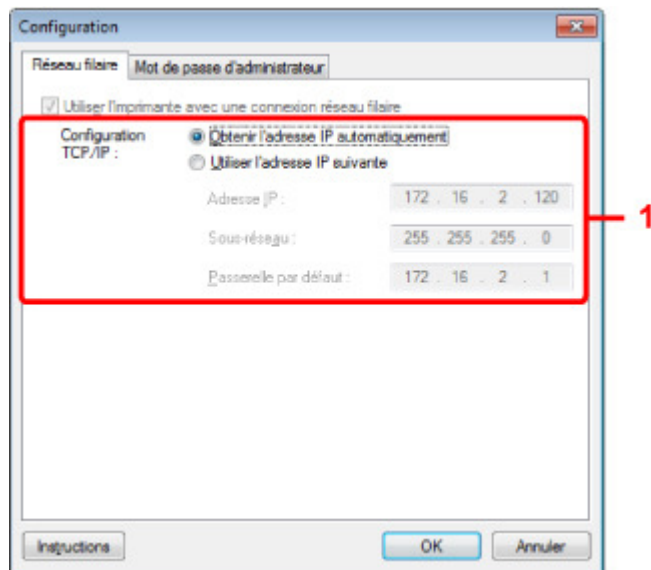 Configuration
Réseau filaire
Mot de passe d'administrateur
Utiliser l'imprimante avec une connexion réseau filaire
Configuration TCP/IP :
Obtenir l'adresse IP automatiquement
Utiliser l'adresse IP suivante
Adresse IP :
172 . 16 . 2 . 120
Sous-réseau :
255 . 255 . 255 . 0
Passerelle par défaut :
172 . 16 . 2 . 1
1
Instructions
OK
Annuler